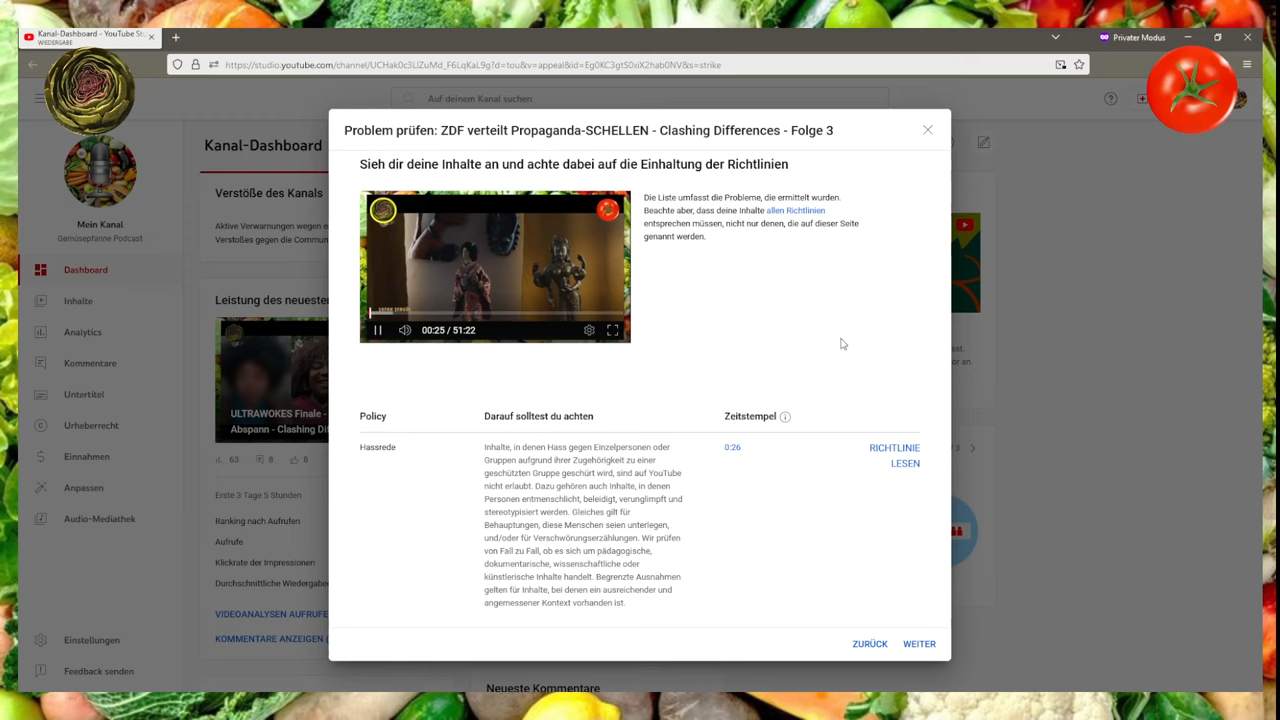 Kanal-Dashboard - YouTube St
WIEDERGABE
Privater Modus
https://studio.youtube.com/channel/UCHak0c3LlZuMd_F6LqKaL9g?d=tou&v=appeal&id=Eg0KC3gtS0xiX2hab0NV&s=strike
Auf deinem Kanal suchen
Problem prüfen: ZDF verteilt Propaganda-SCHELLEN - Clashing Differences - Folge 3
Sieh dir deine Inhalte an und achte dabei auf die Einhaltung der Richtlinien
Die Liste umfasst die Probleme, die ermittelt wurden.
Beachte aber, dass deine Inhalte allen Richtlinien
entsprechen müssen, nicht nur denen, die auf dieser Seite
genannt werden.
00:25 / 51:22
Policy
Darauf solltest du achten
Zeitstempel
Hassrede
Inhalte, in denen Hass gegen Einzelpersonen oder
Gruppen aufgrund ihrer Zugehörigkeit zu einer
geschützten Gruppe geschürt wird, sind auf YouTube
nicht erlaubt. Dazu gehören auch Inhalte, in denen
Personen entmenschlicht, beleidigt, verunglimpft und
stereotypisiert werden. Gleiches gilt für
Behauptungen, diese Menschen seien unterlegen,
und/oder für Verschwörungserzählungen. Wir prüfen
von Fall zu Fall, ob es sich um pädagogische,
dokumentarische, wissenschaftliche oder
künstlerische Inhalte handelt. Begrenzte Ausnahmen
gelten für Inhalte, bei denen ein ausreichender und
angemessener Kontext vorhanden ist.
0:26
RICHTLINIE
LESEN
ZURÜCK
WEITER
Mein Kanal
Gemüsepfanne Podcast
Dashboard
Inhalte
Analytics
Kommentare
Untertitel
Urheberrecht
Einnahmen
Anpassen
Audio-Mediathek
Einstellungen
Feedback senden
Kanal-Dashboard
Verstöße des Kanals
Aktive Verwarnungen wegen e
Verstoßes gegen die Commun
Leistung des neuesten
ULTRAWOKES Finale -
Abspann - Clashing Dif
63
8
8
Erste 3 Tage 5 Stunden
Ranking nach Aufrufen
Aufrufe
Klickrate der Impressionen
Durchschnittliche Wiedergabe
VIDEOANALYSEN AUFRUFE
KOMMENTARE ANZEIGEN (
Neueste Kommentare
sst.
or an.
/ 3